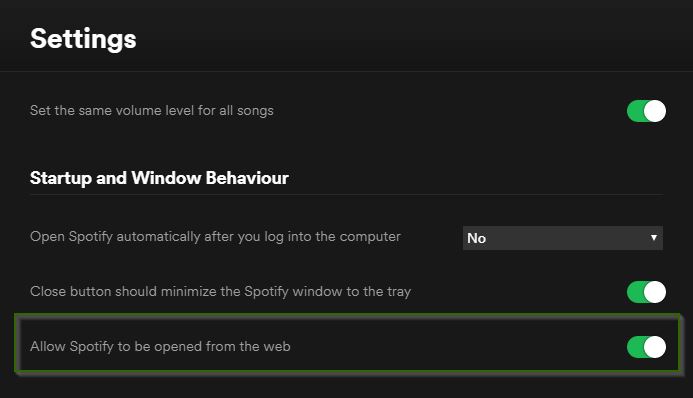 Settings
Set the same volume level for all songs
Startup and Window Behaviour
Open Spotify automatically after you log into the computer
No
Close button should minimize the Spotify window to the tray
Allow Spotify to be opened from the web